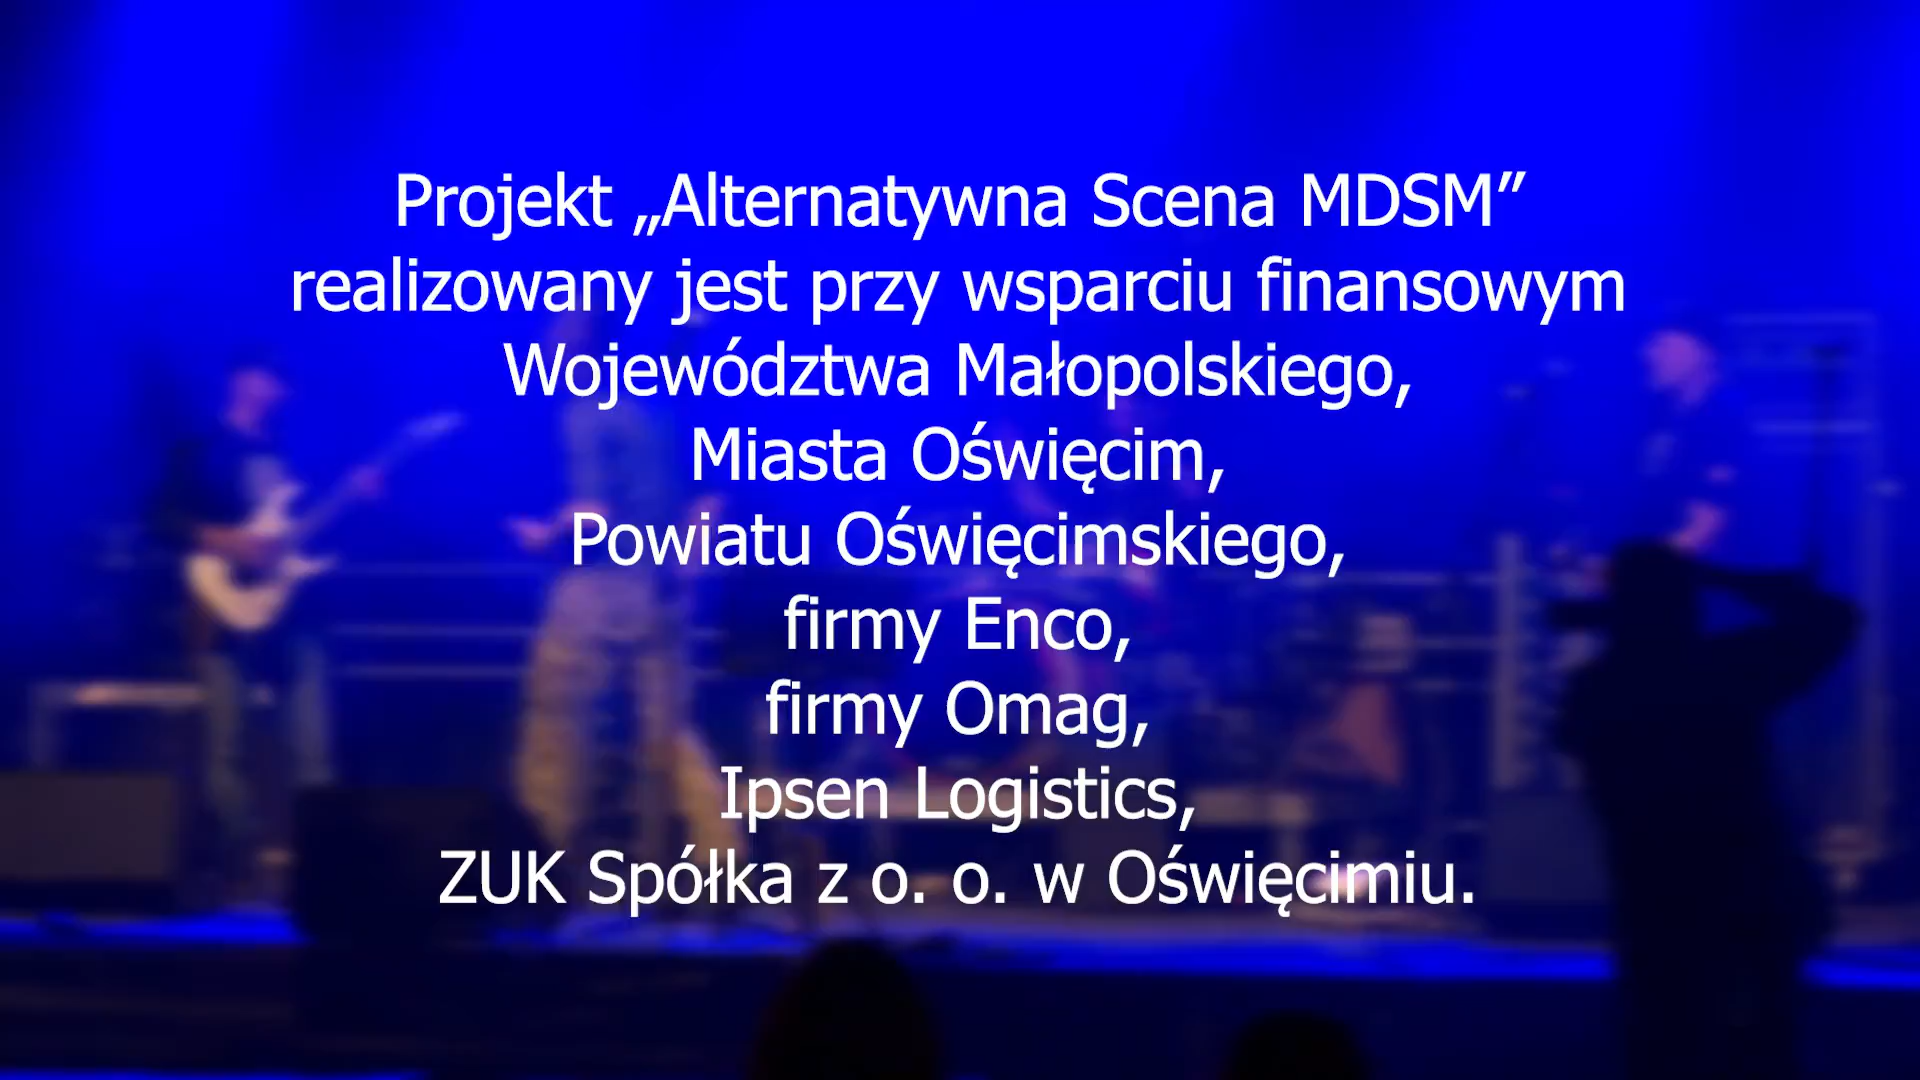 Projekt „Alternatywna Scena MDSM”
realizowany jest przy wsparciu finansowym
Województwa Małopolskiego,
Miasta Oświęcim,
Powiatu Oświęcimskiego,
firmy Enco,
firmy Omag,
Ipsen Logistics,
ZUK Spółka z o. o. w Oświęcimiu.